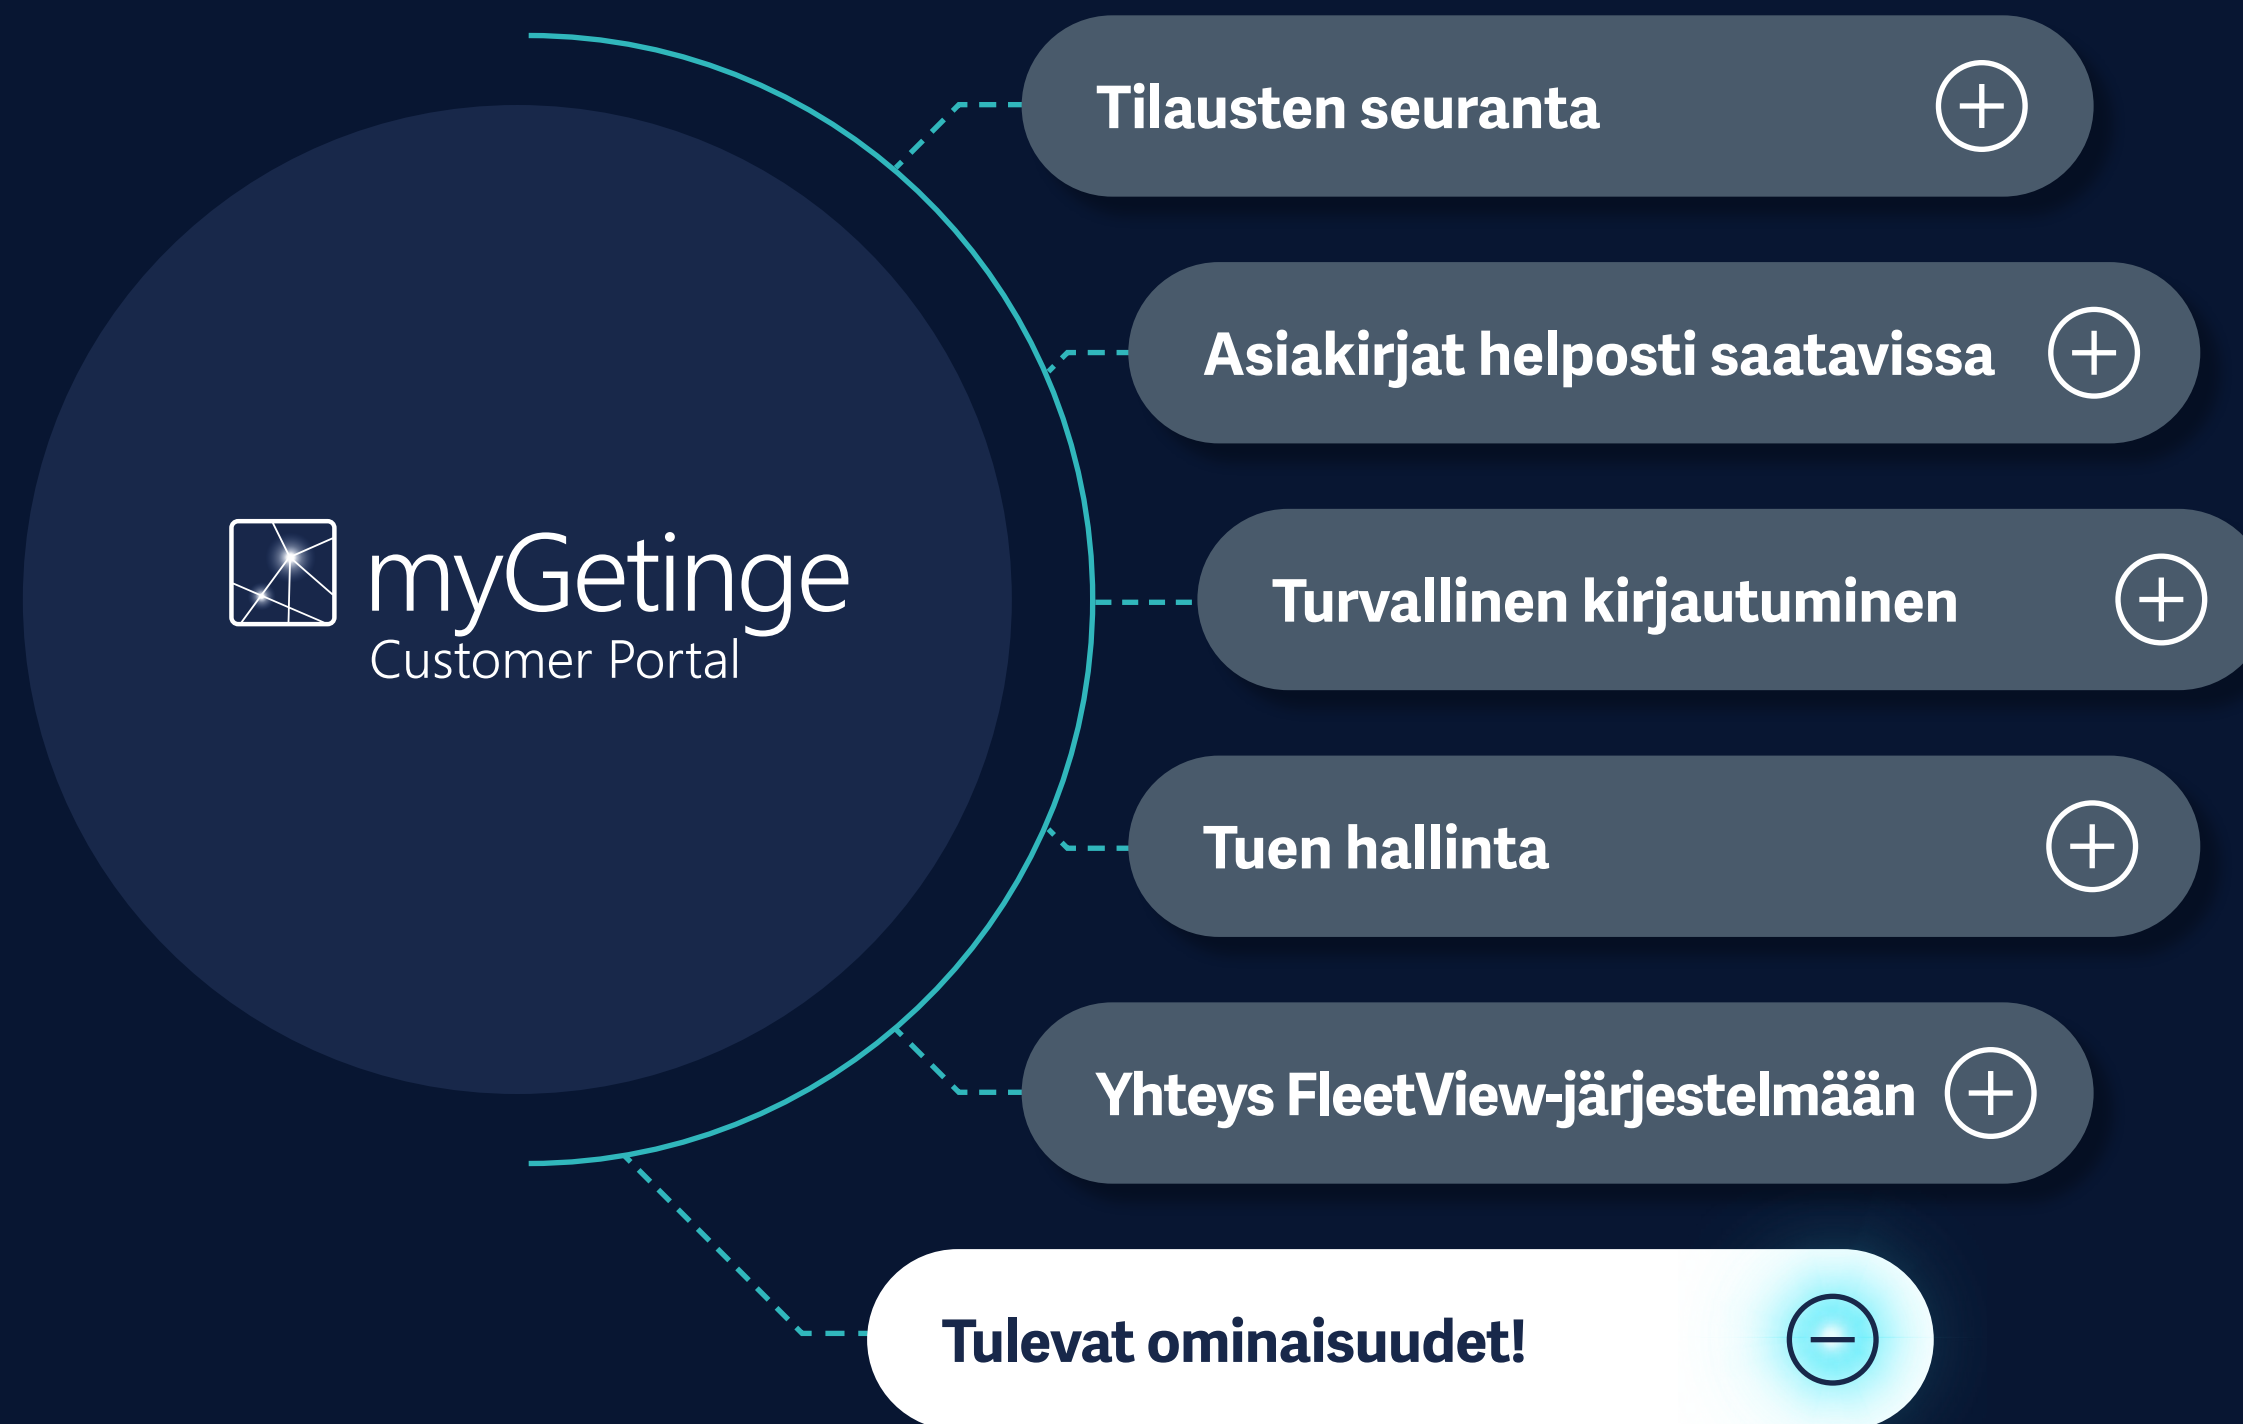 myGetinge
Customer Portal
Tilausten seuranta
Asiakirjat helposti saatavissa
Turvallinen kirjautuminen
Tuen hallinta
Yhteys FleetView-järjestelmään
Tulevat ominaisuudet!